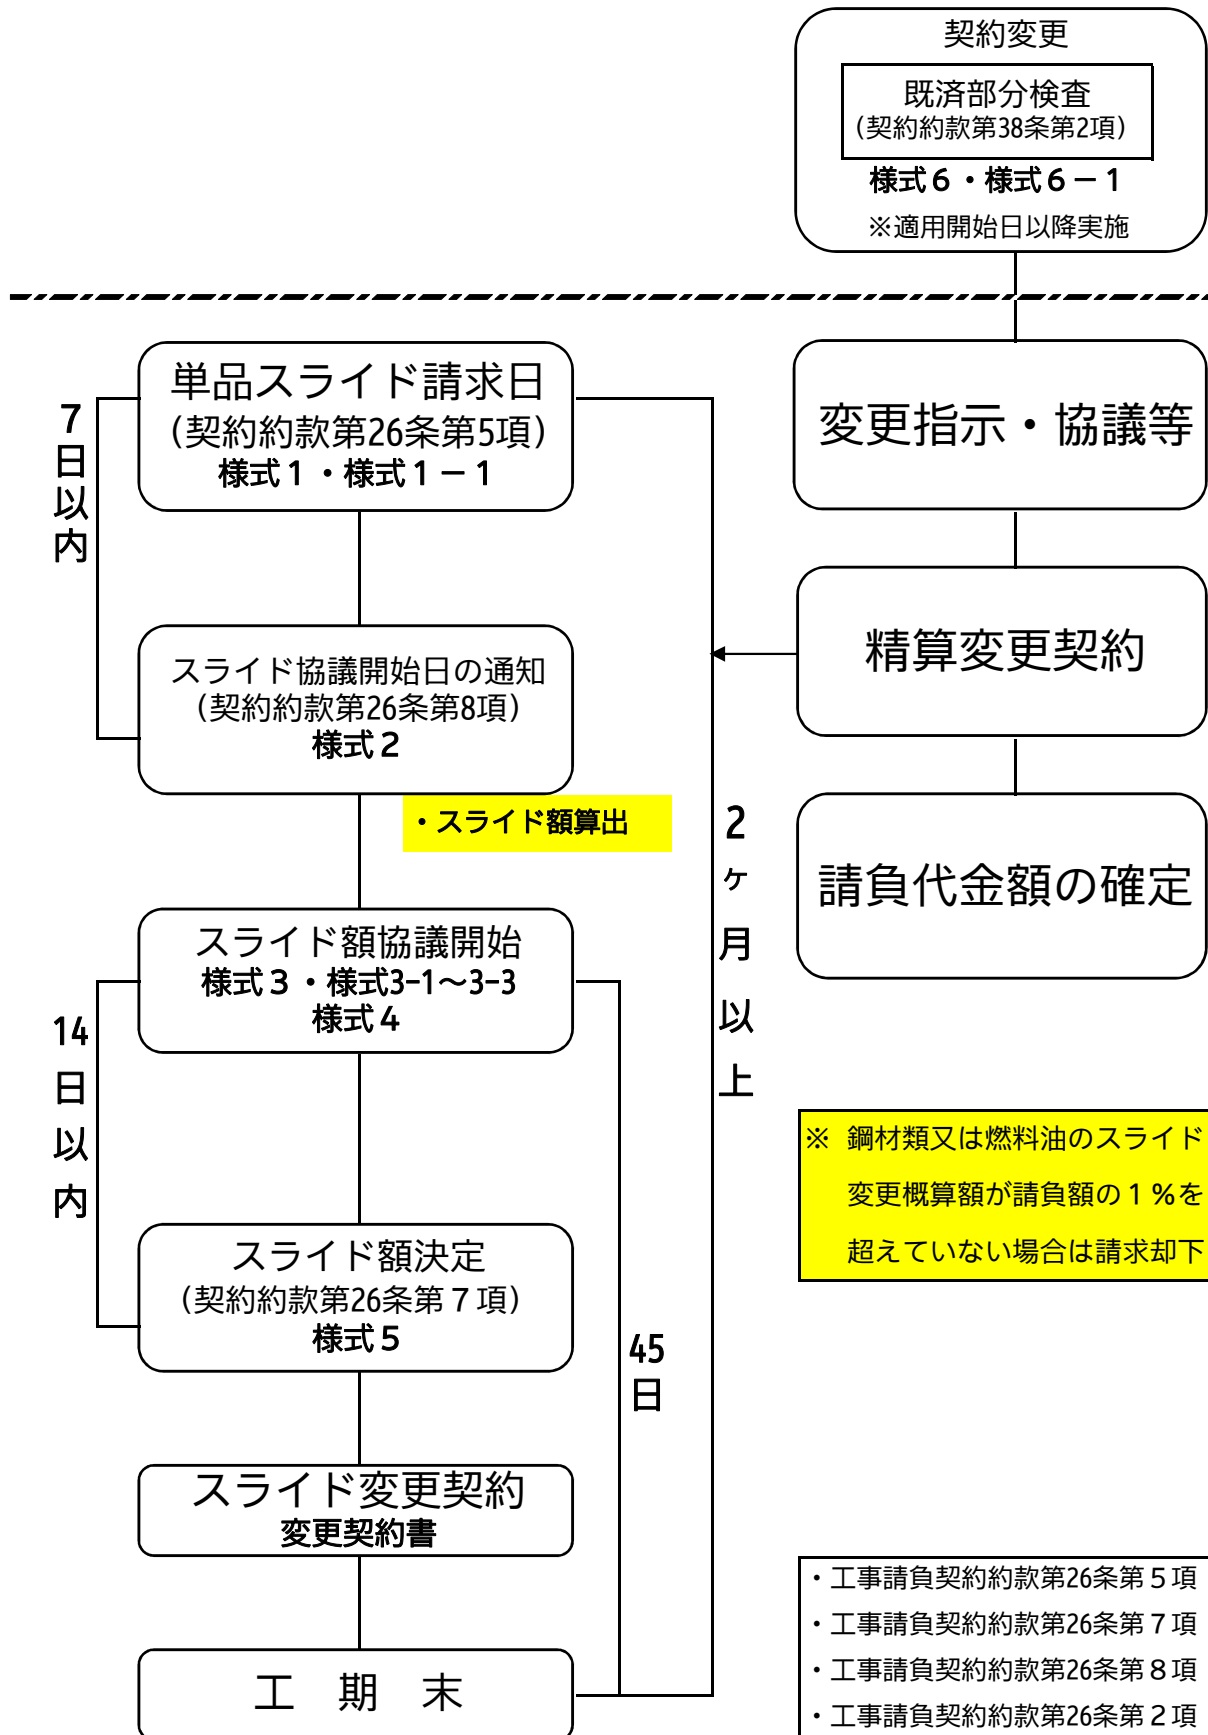 契約変更
既済部分検査
(契約約款第38条第2項)
様式６・様式６－１
※適用開始日以降実施
単品スライド請求日
(契約約款第26条第5項)
様式１・様式１－１
7日以内
スライド協議開始日の通知
(契約約款第26条第8項)
様式２
・スライド額算出
スライド額協議開始
様式３・様式3-1～3-3
様式４
14日以内
スライド額決定
(契約約款第26条第７項)
様式５
スライド変更契約
変更契約書
工　期　末
45日
2ヶ月以上
変更指示・協議等
精算変更契約
請負代金額の確定
※ 鋼材類又は燃料油のスライド
変更概算額が請負額の１%を
超えていない場合は請求却下
・工事請負契約約款第26条第５項
・工事請負契約約款第26条第７項
・工事請負契約約款第26条第８項
・工事請負契約約款第26条第２項